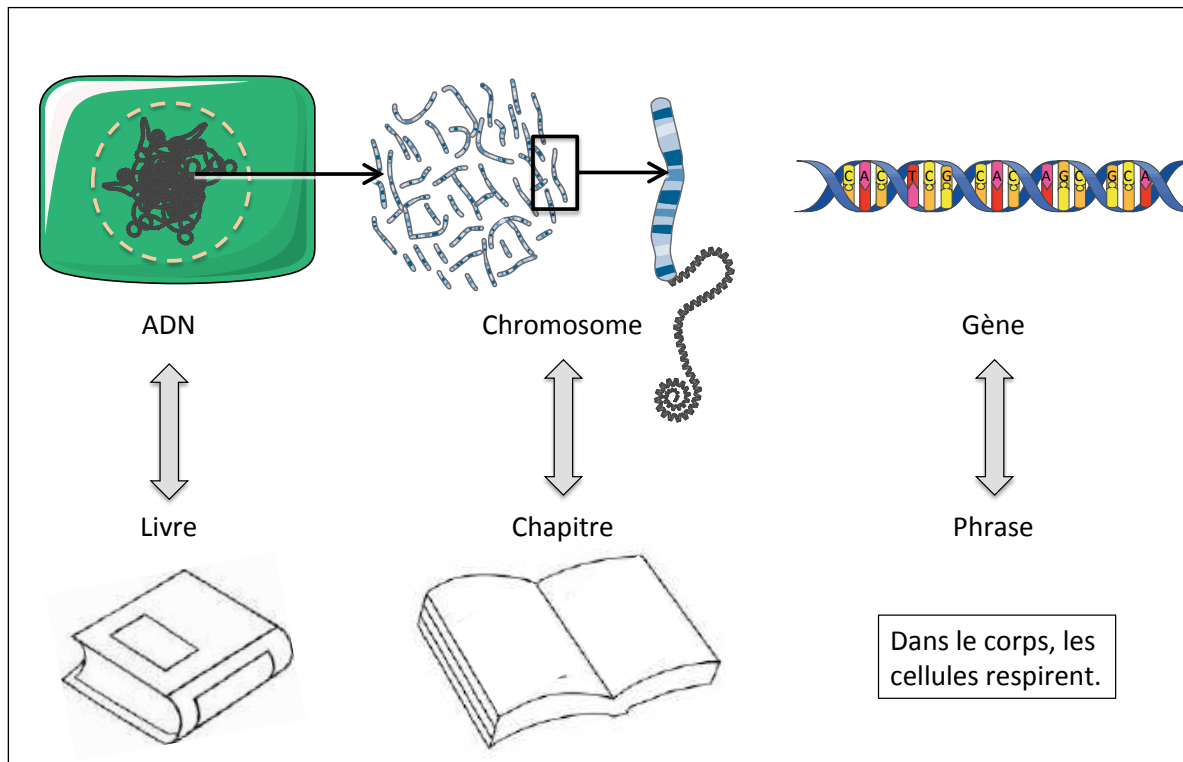 C A C T C G C A C A G C G C A
ADN
Chromosome
Gène
Livre
Chapitre
Phrase
Dans le corps, les
cellules respirent.